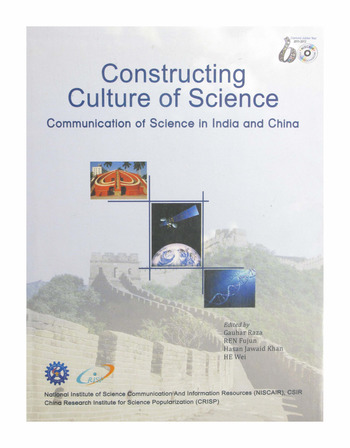 Constructing
Culture of Science
Communication of Science in India and China
Edited by
Gauhar Raza
REN Fujun
Hasan Jawaid Khan
HE Wei
CRISP
National Institute of Science Communication And Information Resources (NISCAIR), CSIR
China Research Institute for Science Popularization (CRISP)